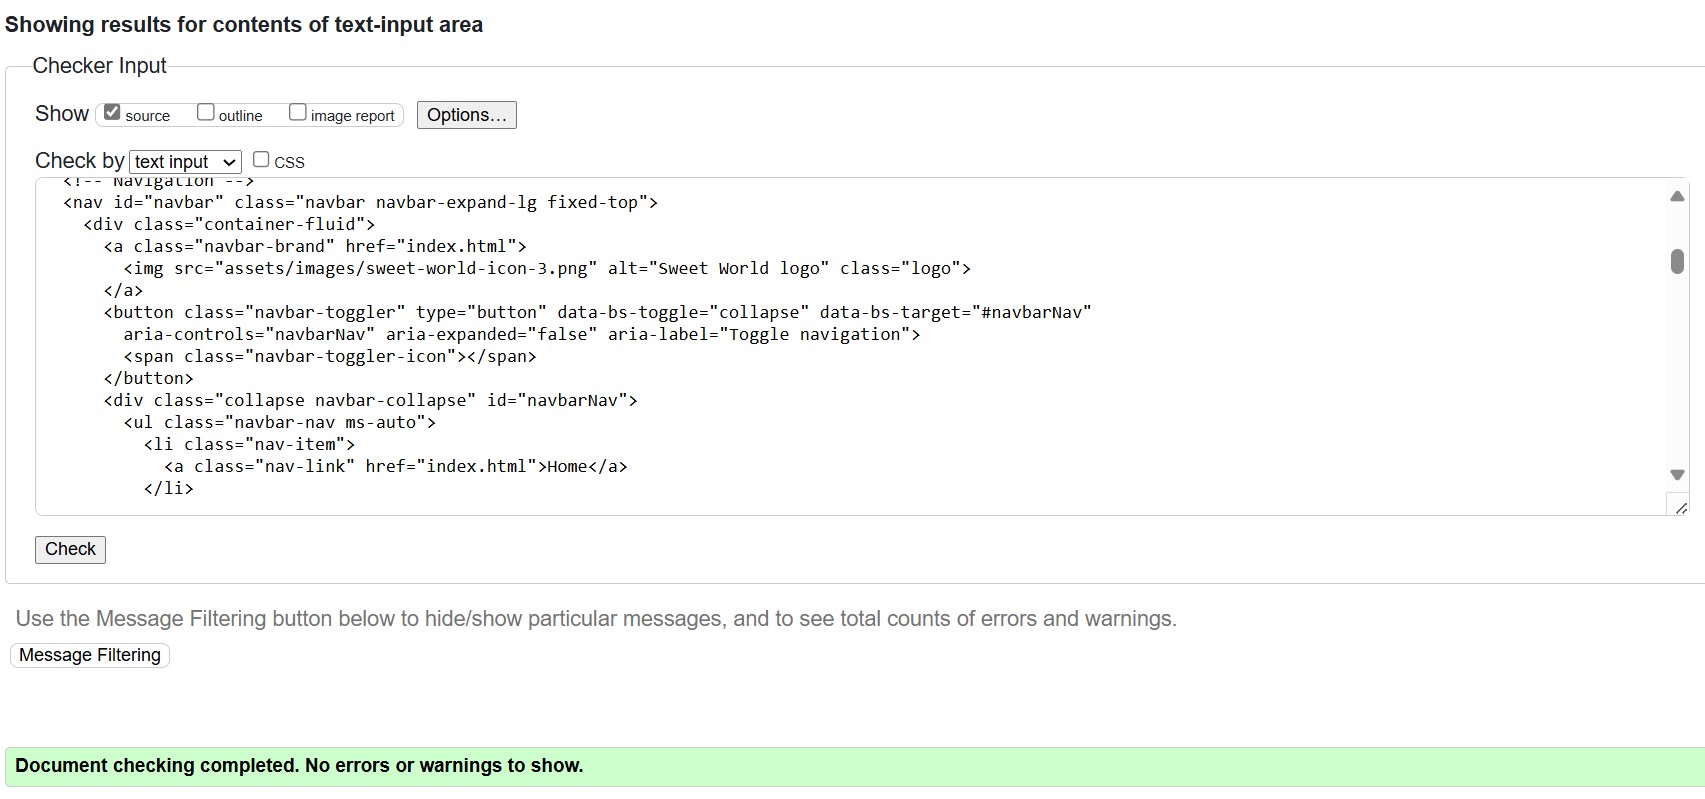 Showing results for contents of text-input area
Checker Input
Show source outline image report Options...
Check by text input CSS
<!-- Navigation -->
<nav id="navbar" class="navbar navbar-expand-lg fixed-top">
<div class="container-fluid">
<a class="navbar-brand" href="index.html">
<img src="assets/images/sweet-world-icon-3.png" alt="Sweet World logo" class="logo">
</a>
<button class="navbar-toggler" type="button" data-bs-toggle="collapse" data-bs-target="#navbarNav"
aria-controls="navbarNav" aria-expanded="false" aria-label="Toggle navigation">
<span class="navbar-toggler-icon"></span>
</button>
<div class="collapse navbar-collapse" id="navbarNav">
<ul class="navbar-nav ms-auto">
<li class="nav-item">
<a class="nav-link" href="index.html">Home</a>
</li>
Check
Use the Message Filtering button below to hide/show particular messages, and to see total counts of errors and warnings.
Message Filtering
Document checking completed. No errors or warnings to show.